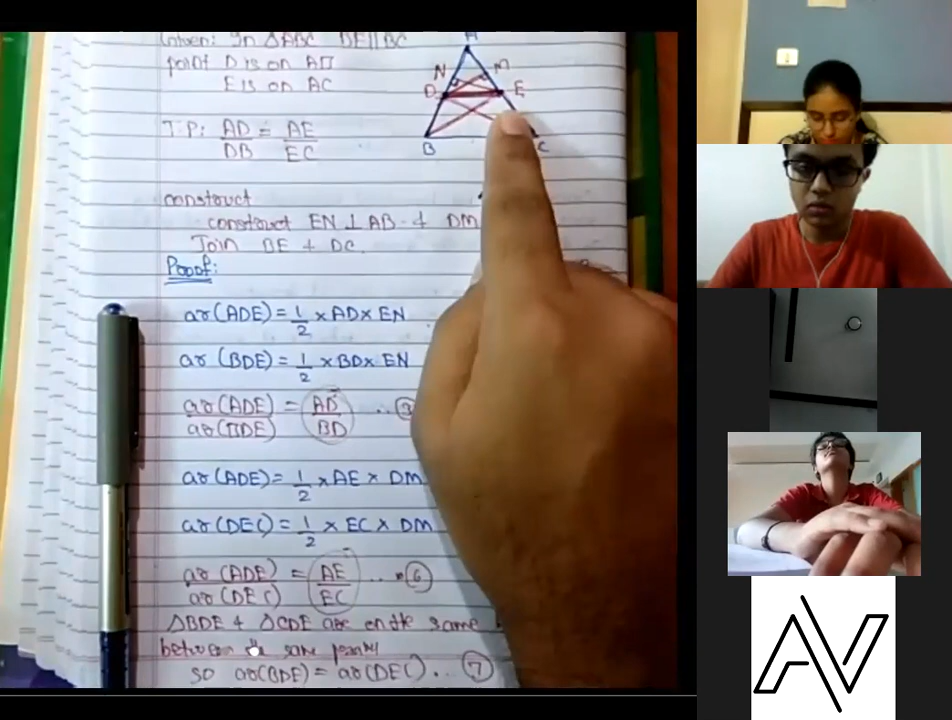 Given: In △ABC DE||BC
point D is on AB
E is on AC
A
N M
D E
B C
T.P: AD/DB = AE/EC
construct
construct EN ⊥ AB + DM
Join BE + DC.
Proof:
ar(ADE) = 1/2 × AD × EN
ar (BDE) = 1/2 × BD × EN
ar(ADE)/ar(BDE) = AD/BD ..
ar(ADE) = 1/2 × AE × DM
ar(DEC) = 1/2 × EC × DM
ar (ADE)/ar(DEC) = AE/EC ... ⑥
△BDE + △CDE are on the same
between the same
so ar(BDE) = ar(DEC) ... ⑦